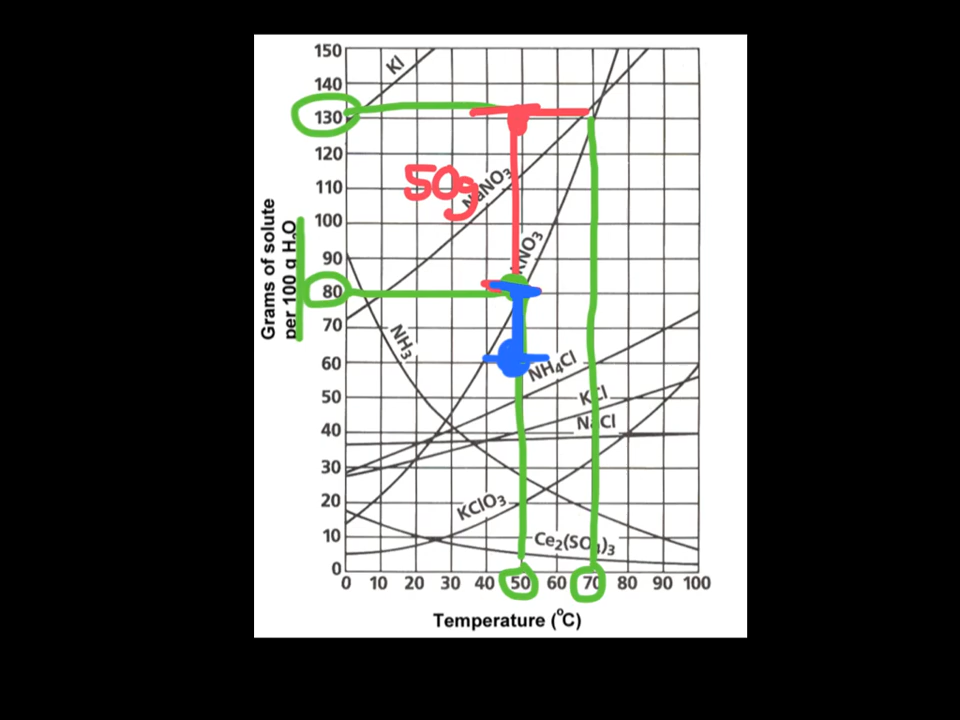 150
KI
140
130
120
50g
NaNO3
110
100
90
KNO3
80
70
NH3
60
NH4Cl
50
KCl
40
NaCl
30
20
KClO3
10
Ce2(SO4)3
0
0 10 20 30 40 50 60 70 80 90 100
Grams of solute
per 100 g H2O
Temperature (°C)